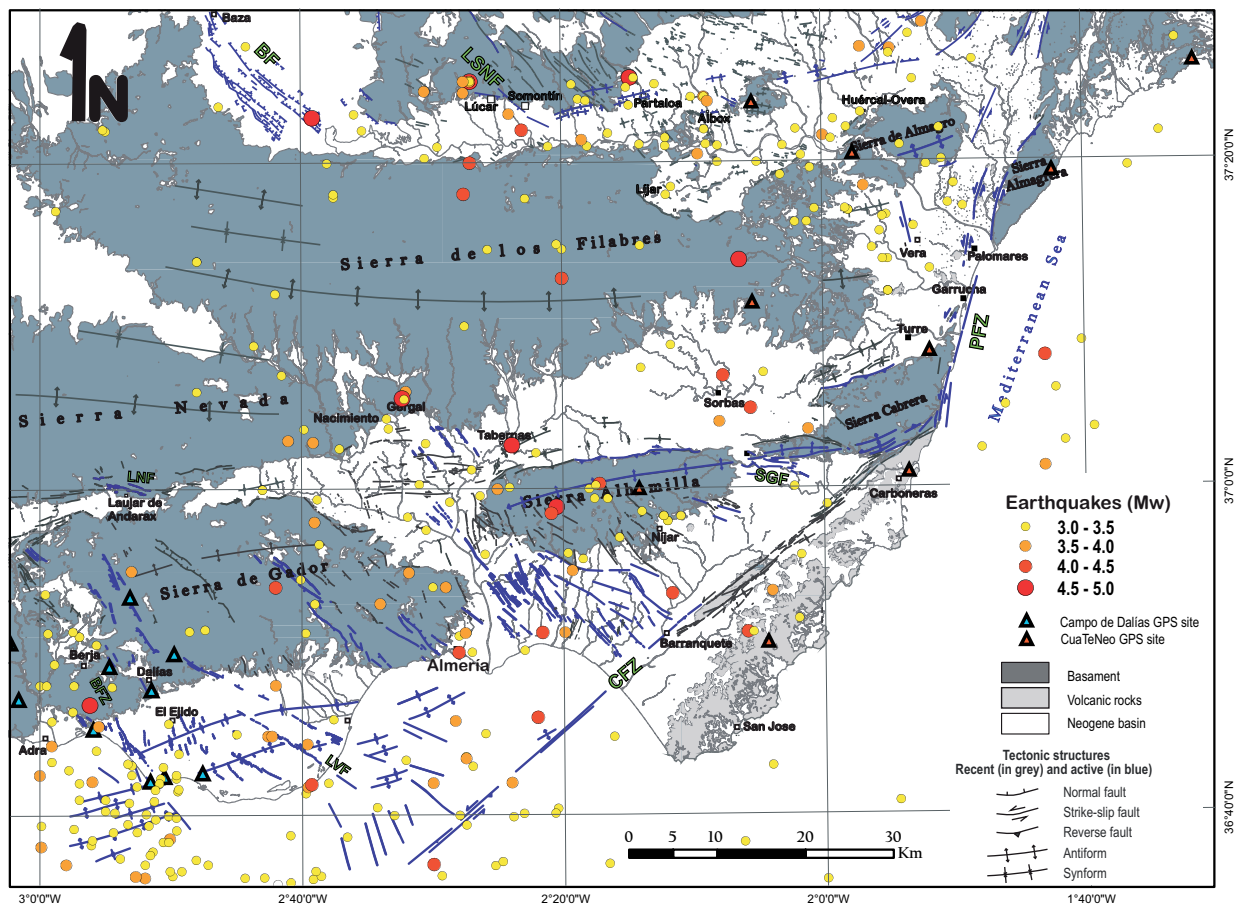 1N
Baza
BF
LSNF
Lúcar
Somontín
Partaloa
Albox
Huércal-Overa
Sierra de Almagro
Sierra
Almagrera
37°20'0"N
Líjar
Sierra de los Filabres
Vera
Palomares
Garrucha
Turre
PFZ
Mediterranean Sea
Sierra Nevada
Nacimiento
Gergal
Sorbas
Sierra Cabrera
Tabernas
LNF
Laujar de
Andarax
SGF
Sierra Alhamilla
Carboneras
37°0'0"N
Níjar
Sierra de Gador
Barranquete
Almería
Berja
Dalías
BFZ
CFZ
El Ejido
San Jose
Adra
LVF
36°40'0"N
Earthquakes (Mw)
3.0 - 3.5
3.5 - 4.0
4.0 - 4.5
4.5 - 5.0
Campo de Dalías GPS site
CuaTeNeo GPS site
Basament
Volcanic rocks
Neogene basin
Tectonic structures
Recent (in grey) and active (in blue)
Normal fault
Strike-slip fault
Reverse fault
Antiform
Synform
0 5 10 20 30
Km
3°0'0"W 2°40'0"W 2°20'0"W 2°0'0"W 1°40'0"W